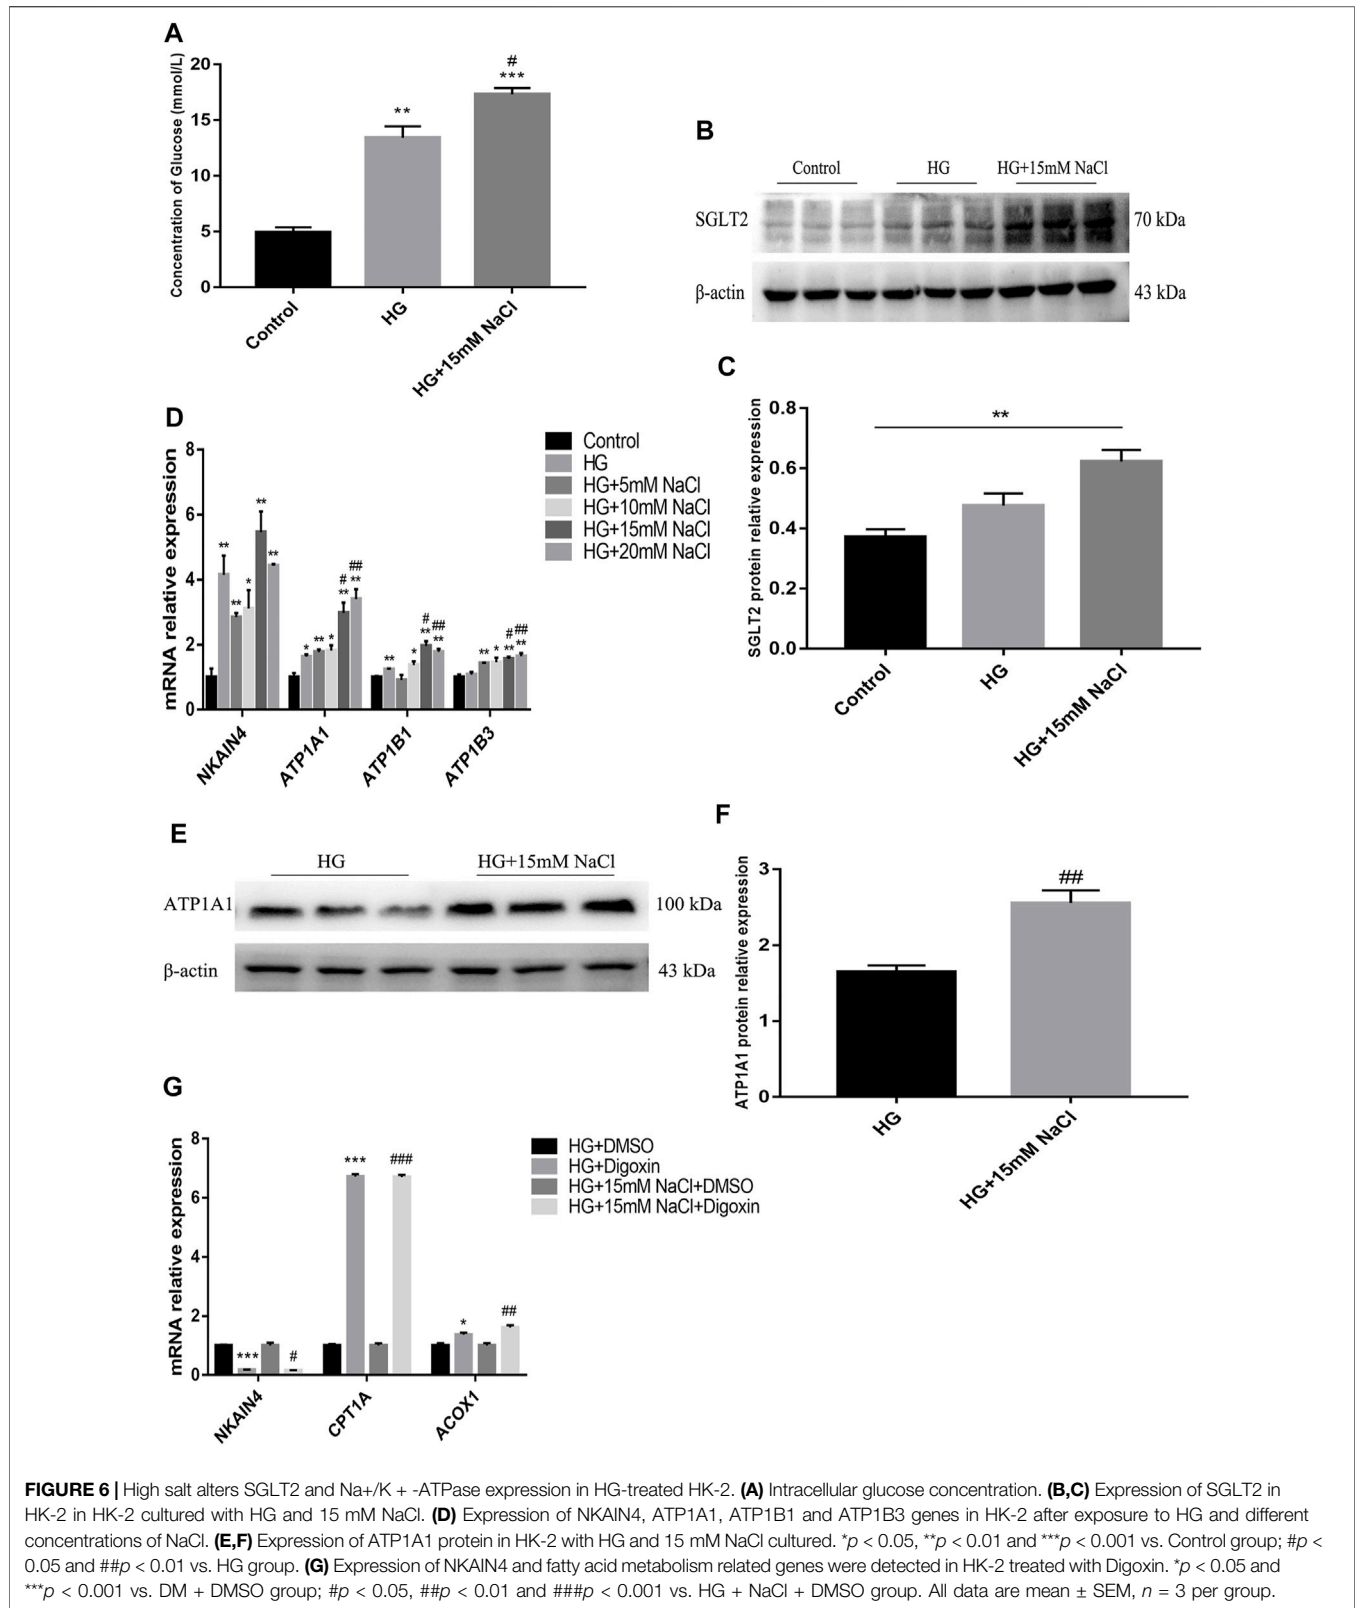 A
Concentration of Glucose (mmol/L)
20
15
10
5
0
**
#
***
Control
HG
HG+15mM NaCl
B
Control HG HG+15mM NaCl
SGLT2 70 kDa
β-actin 43 kDa
C
SGLT2 protein relative expression
0.8
0.6
0.4
0.2
0.0
**
Control
HG
HG+15mM NaCl
D
mRNA relative expression
8
6
4
2
0
** ** * ** **
* ** * # ** ## **
** * # ** ## **
** * # ** ## **
NKAIN4
ATP1A1
ATP1B1
ATP1B3
Control
HG
HG+5mM NaCl
HG+10mM NaCl
HG+15mM NaCl
HG+20mM NaCl
E
HG HG+15mM NaCl
ATP1A1 100 kDa
β-actin 43 kDa
F
ATP1A1 protein relative expression
3
2
1
0
##
HG
HG+15mM NaCl
G
mRNA relative expression
8
6
4
2
0
*** #
*** ###
* ##
NKAIN4
CPT1A
ACOX1
HG+DMSO
HG+Digoxin
HG+15mM NaCl+DMSO
HG+15mM NaCl+Digoxin
FIGURE 6 | High salt alters SGLT2 and Na+/K + -ATPase expression in HG-treated HK-2. (A) Intracellular glucose concentration. (B,C) Expression of SGLT2 in
HK-2 in HK-2 cultured with HG and 15 mM NaCl. (D) Expression of NKAIN4, ATP1A1, ATP1B1 and ATP1B3 genes in HK-2 after exposure to HG and different
concentrations of NaCl. (E,F) Expression of ATP1A1 protein in HK-2 with HG and 15 mM NaCl cultured. *p < 0.05, **p < 0.01 and ***p < 0.001 vs. Control group; #p <
0.05 and ##p < 0.01 vs. HG group. (G) Expression of NKAIN4 and fatty acid metabolism related genes were detected in HK-2 treated with Digoxin. *p < 0.05 and
***p < 0.001 vs. DM + DMSO group; #p < 0.05, ##p < 0.01 and ###p < 0.001 vs. HG + NaCl + DMSO group. All data are mean ± SEM, n = 3 per group.